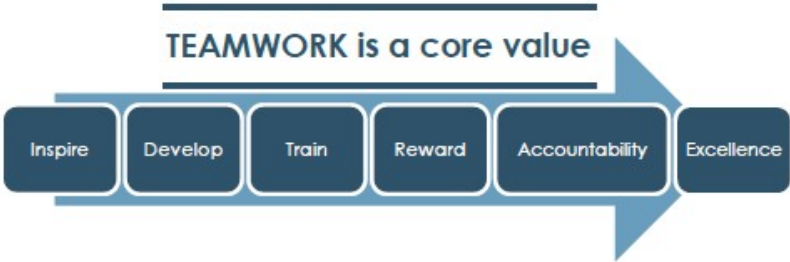 TEAMWORK is a core value
Inspire Develop Train Reward Accountability Excellence